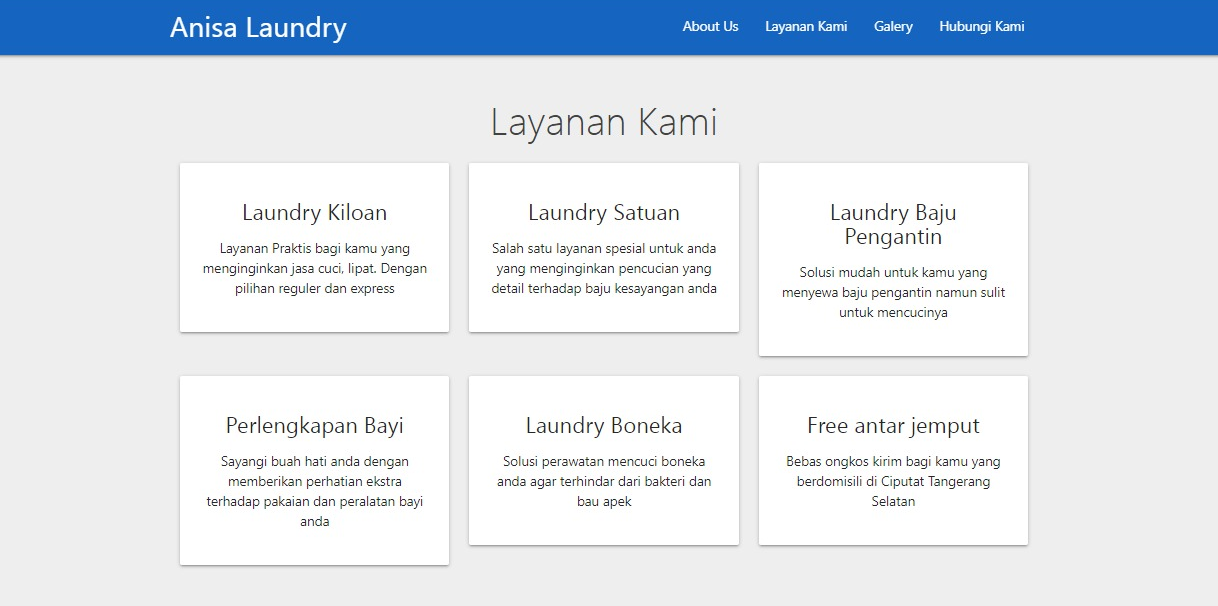 Anisa Laundry
About Us
Layanan Kami
Galery
Hubungi Kami
Layanan Kami
Laundry Kiloan
Layanan Praktis bagi kamu yang
menginginkan jasa cuci, lipat. Dengan
pilihan reguler dan express
Laundry Satuan
Salah satu layanan spesial untuk anda
yang menginginkan pencucian yang
detail terhadap baju kesayangan anda
Laundry Baju
Pengantin
Solusi mudah untuk kamu yang
menyewa baju pengantin namun sulit
untuk mencucinya
Perlengkapan Bayi
Sayangi buah hati anda dengan
memberikan perhatian ekstra
terhadap pakaian dan peralatan bayi
anda
Laundry Boneka
Solusi perawatan mencuci boneka
anda agar terhindar dari bakteri dan
bau apek
Free antar jemput
Bebas ongkos kirim bagi kamu yang
berdomisili di Ciputat Tangerang
Selatan